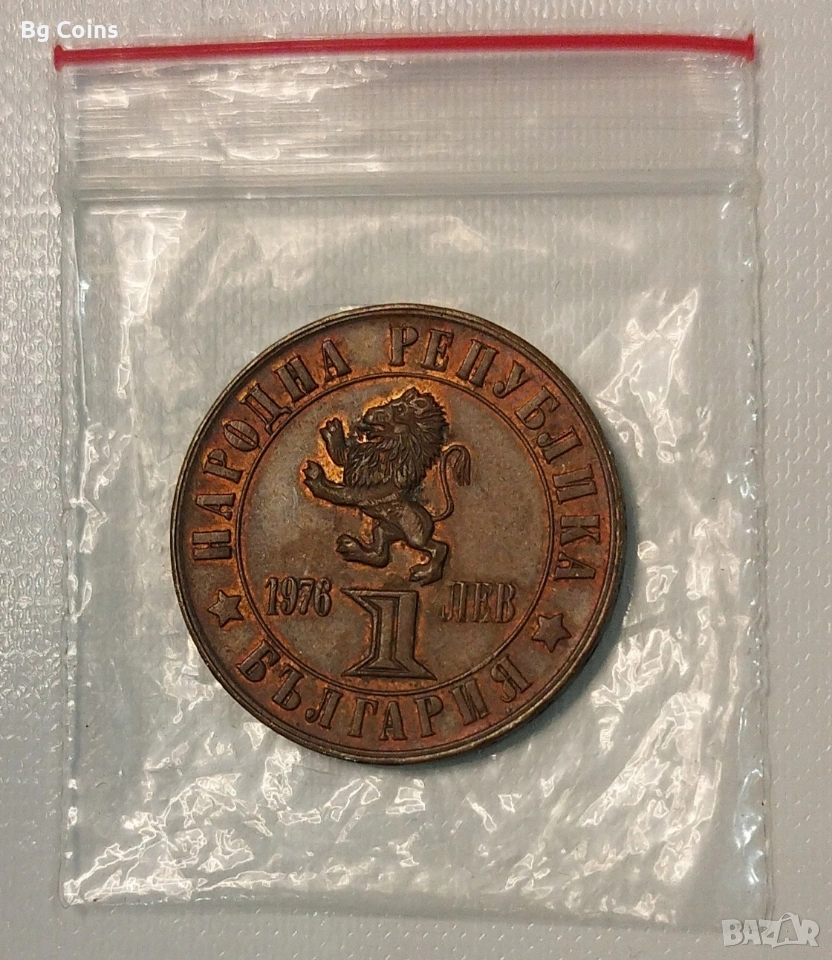 Bg Coins
НАРОДНА РЕПУБЛИКА
1976 ЛЕВ
1
БЪЛГАРИЯ
BAZAR